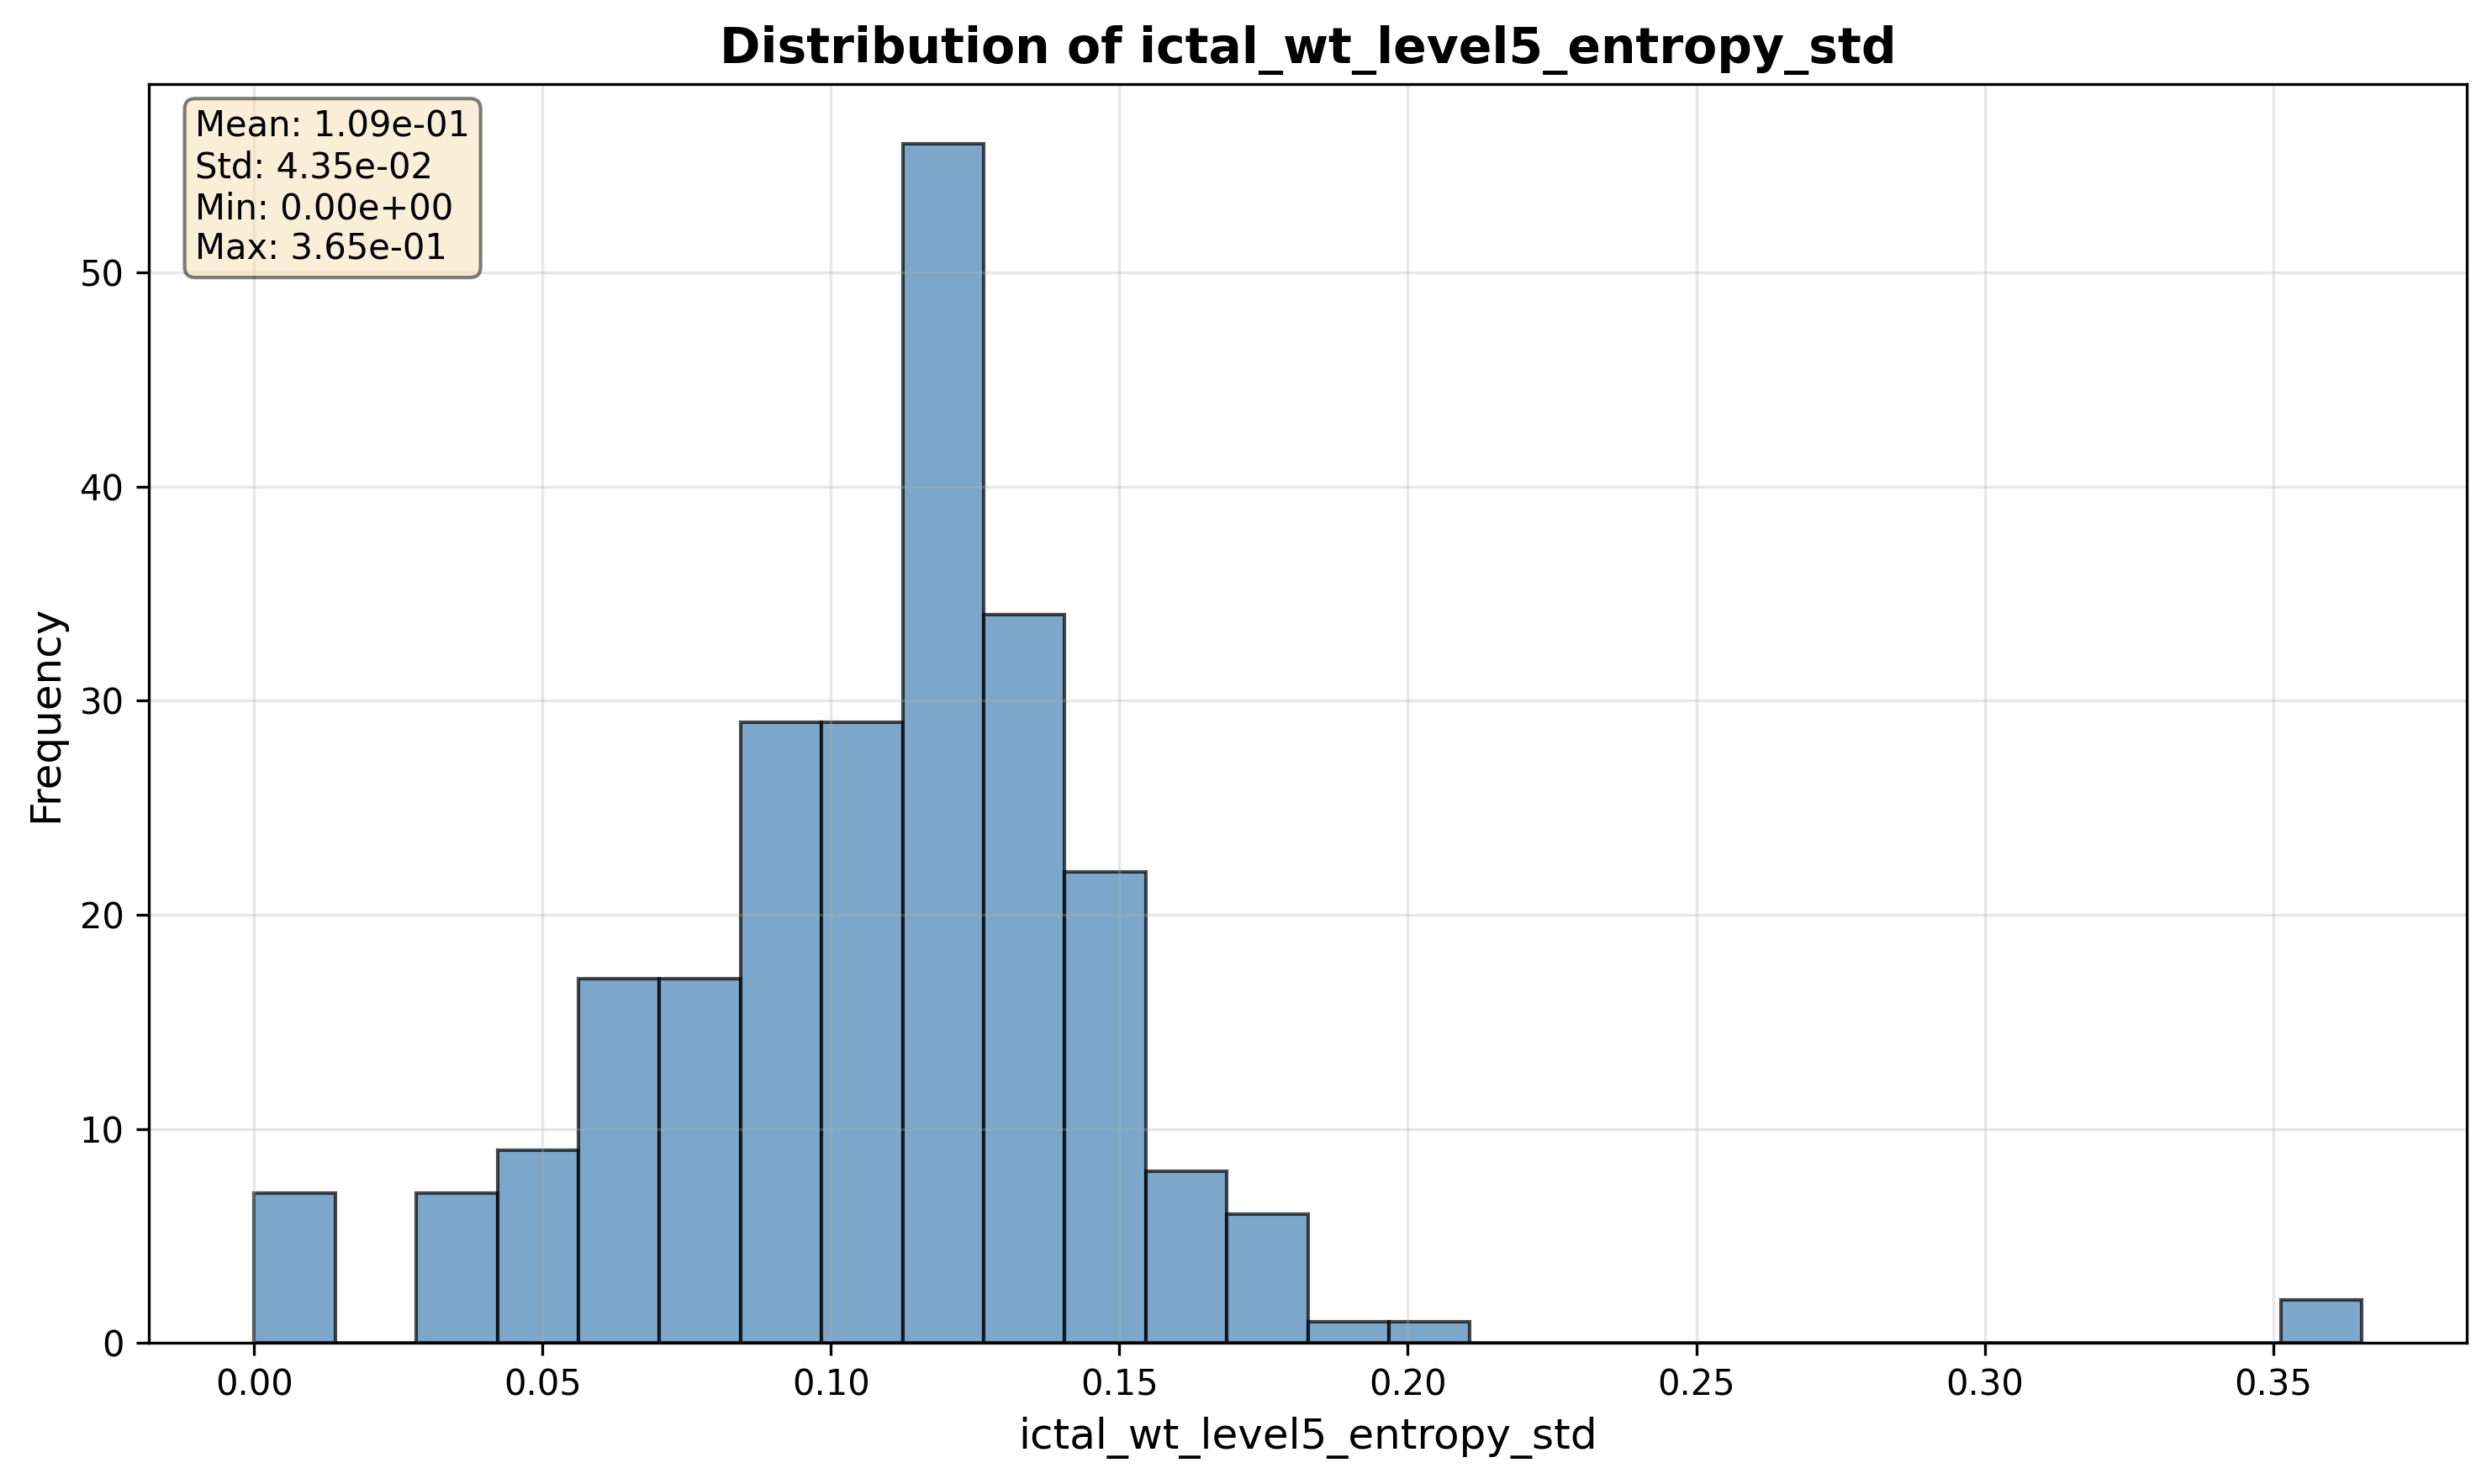 Distribution of ictal_wt_level5_entropy_std
Mean: 1.09e-01
Std: 4.35e-02
Min: 0.00e+00
Max: 3.65e-01
50
40
30
20
10
0
Frequency
0.00 0.05 0.10 0.15 0.20 0.25 0.30 0.35
ictal_wt_level5_entropy_std